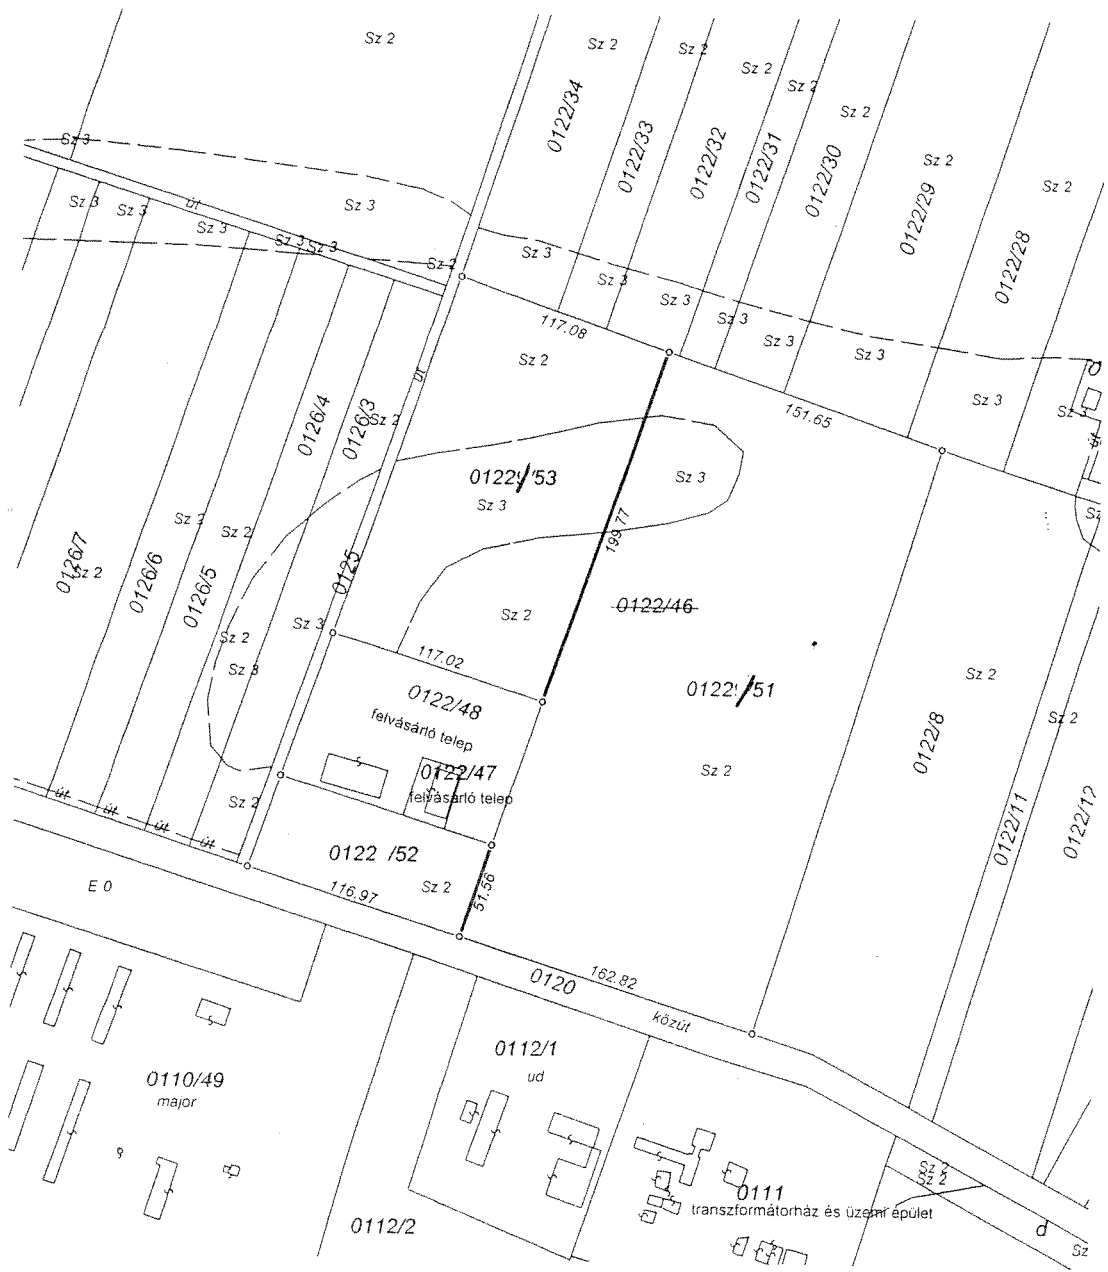 Sz 2
Sz 2
Sz 2
Sz 2
Sz 2
Sz 2
Sz 2
Sz 2
0122/34
0122/33
0122/32
0122/31
0122/30
0122/29
0122/28
Sz 3
út
Sz 3
Sz 3
Sz 3
Sz 3
Sz 3
Sz 3
Sz 2
Sz 3
Sz 3
Sz 3
Sz 3
Sz 3
Sz 3
Sz 3
Sz 3
117.08
151.65
Sz 2
út
0126/4
0126/3
Sz 2
0122/53
Sz 3
Sz 3
Sz
199.77
Sz 2
Sz 2
Sz 2
0126/7
0126/6
0126/5
0125
Sz 2
0122/46
Sz 2
Sz 3
Sz 3
117.02
0122/48
felvásárló telep
0122/47
felvásárló telep
0122/51
Sz 2
Sz 2
Sz 2
0122/8
0122/11
0122/12
út
út
út
út
Sz 2
0122 /52
Sz 2
116.97
51.56
E 0
0120
162.82
közút
0110/49
major
0112/1
ud
0112/2
0111
transzformátorház és üzemi épület
Sz 2
Sz 2
d
Sz